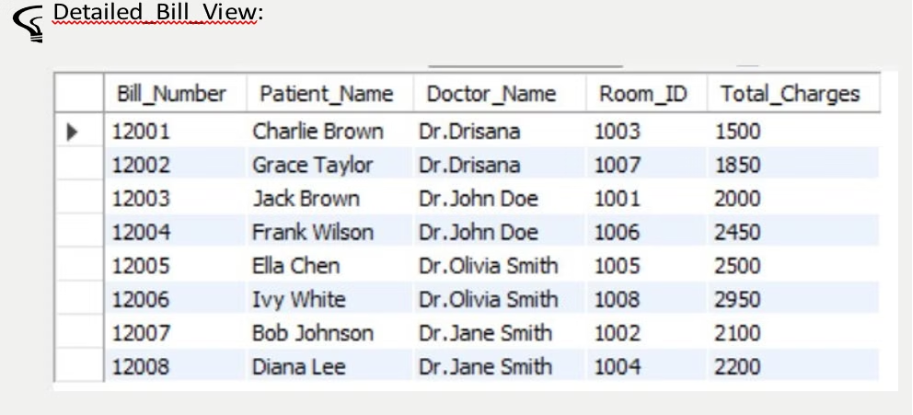 Detailed_Bill_View:
Bill_Number Patient_Name Doctor_Name Room_ID Total_Charges
12001 Charlie Brown Dr.Drisana 1003 1500
12002 Grace Taylor Dr.Drisana 1007 1850
12003 Jack Brown Dr.John Doe 1001 2000
12004 Frank Wilson Dr.John Doe 1006 2450
12005 Ella Chen Dr.Olivia Smith 1005 2500
12006 Ivy White Dr.Olivia Smith 1008 2950
12007 Bob Johnson Dr.Jane Smith 1002 2100
12008 Diana Lee Dr.Jane Smith 1004 2200